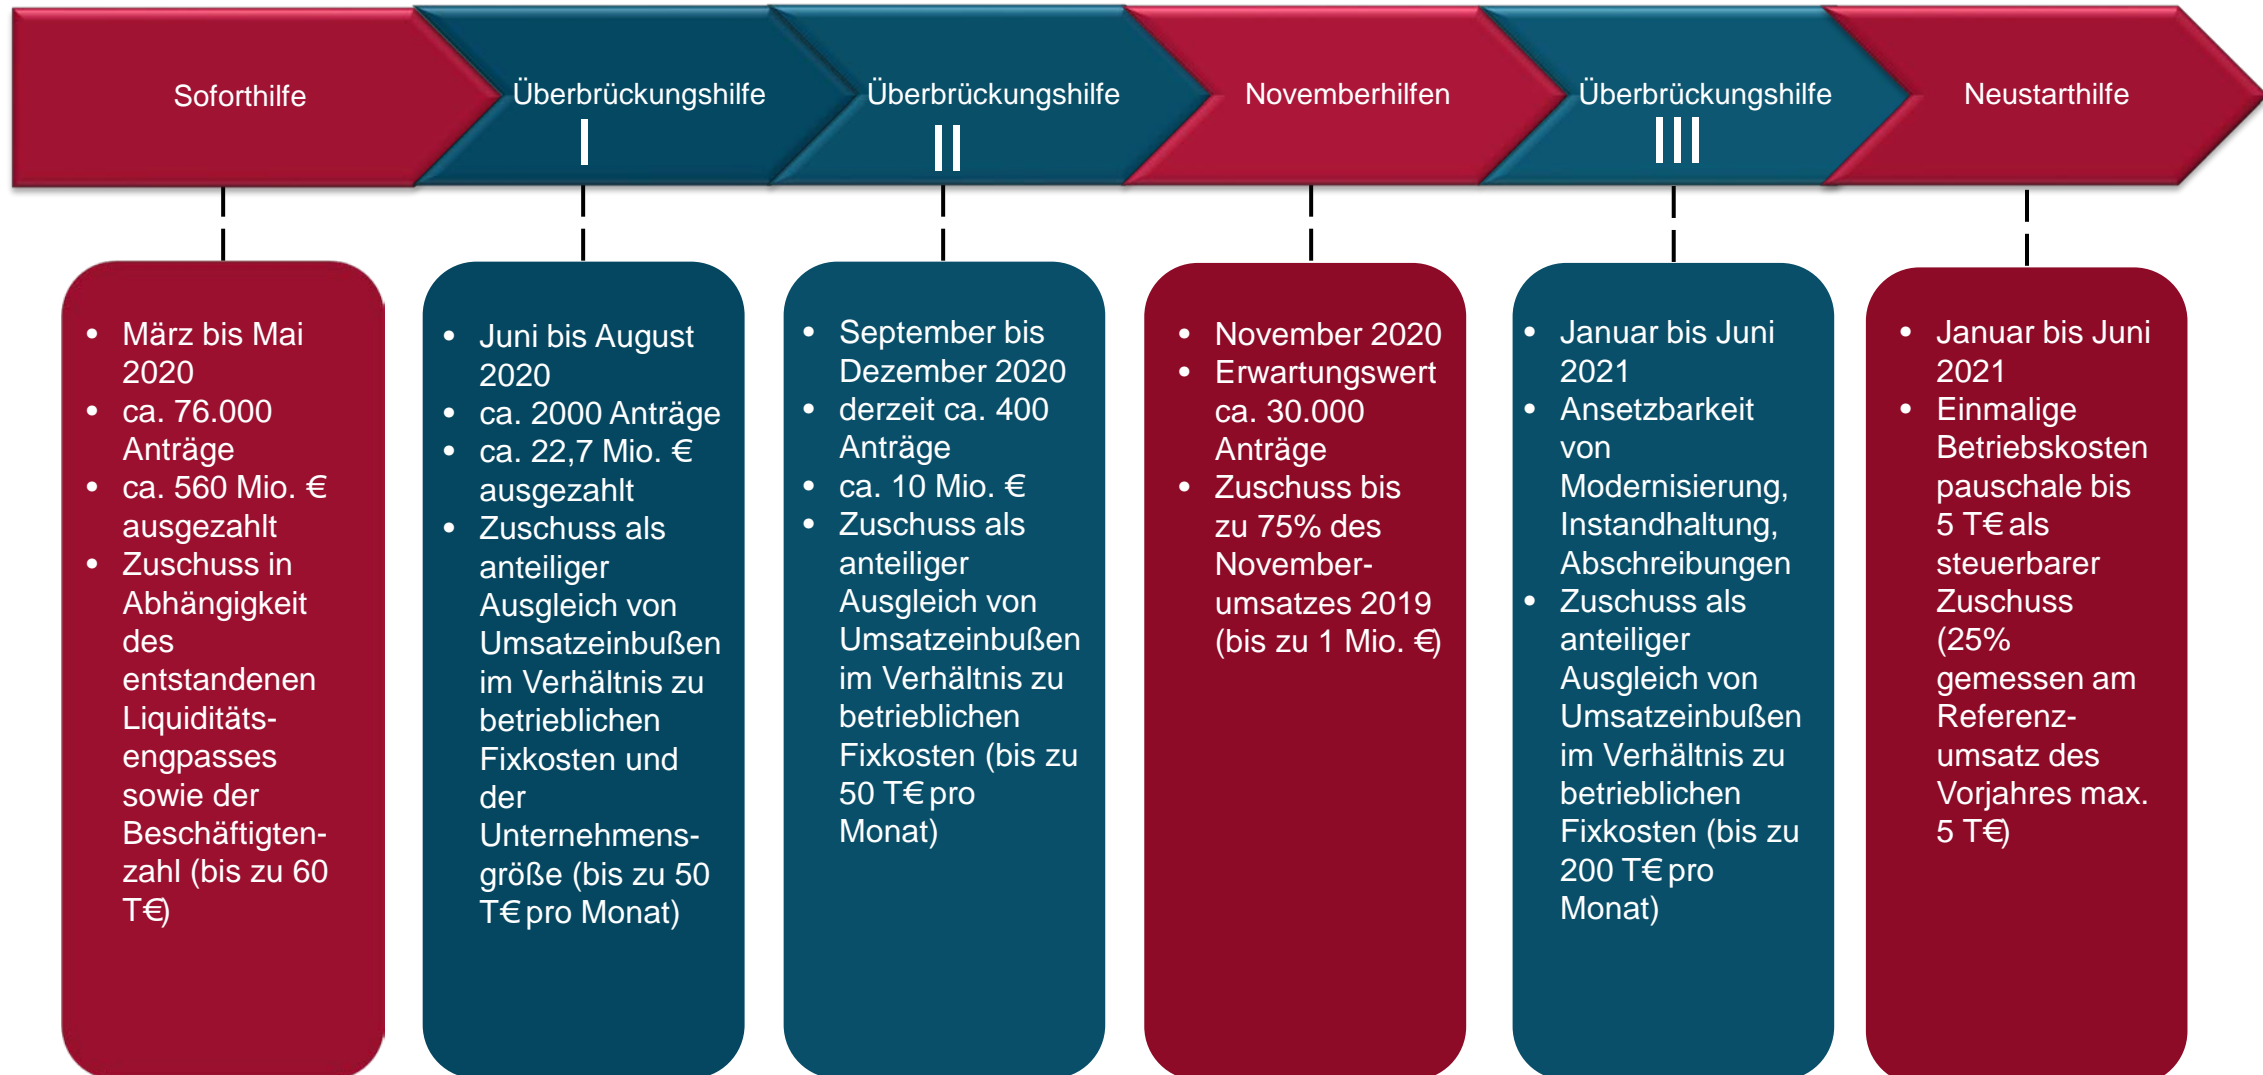 Soforthilfe
Überbrückungshilfe
I
Überbrückungshilfe
II
Novemberhilfen
Überbrückungshilfe
III
Neustarthilfe
• März bis Mai
2020
• ca. 76.000
Anträge
• ca. 560 Mio. €
ausgezahlt
• Zuschuss in
Abhängigkeit
des
entstandenen
Liquiditäts-
engpasses
sowie der
Beschäftigten-
zahl (bis zu 60
T€)
• Juni bis August
2020
• ca. 2000 Anträge
• ca. 22,7 Mio. €
ausgezahlt
• Zuschuss als
anteiliger
Ausgleich von
Umsatzeinbußen
im Verhältnis zu
betrieblichen
Fixkosten und
der
Unternehmens-
größe (bis zu 50
T€ pro Monat)
• September bis
Dezember 2020
• derzeit ca. 400
Anträge
• ca. 10 Mio. €
• Zuschuss als
anteiliger
Ausgleich von
Umsatzeinbußen
im Verhältnis zu
betrieblichen
Fixkosten (bis zu
50 T€ pro
Monat)
• November 2020
• Erwartungswert
ca. 30.000
Anträge
• Zuschuss bis
zu 75% des
November-
umsatzes 2019
(bis zu 1 Mio. €)
• Januar bis Juni
2021
• Ansetzbarkeit
von
Modernisierung,
Instandhaltung,
Abschreibungen
• Zuschuss als
anteiliger
Ausgleich von
Umsatzeinbußen
im Verhältnis zu
betrieblichen
Fixkosten (bis zu
200 T€ pro
Monat)
• Januar bis Juni
2021
• Einmalige
Betriebskosten
pauschale bis
5 T€ als
steuerbarer
Zuschuss
(25%
gemessen am
Referenz-
umsatz des
Vorjahres max.
5 T€)